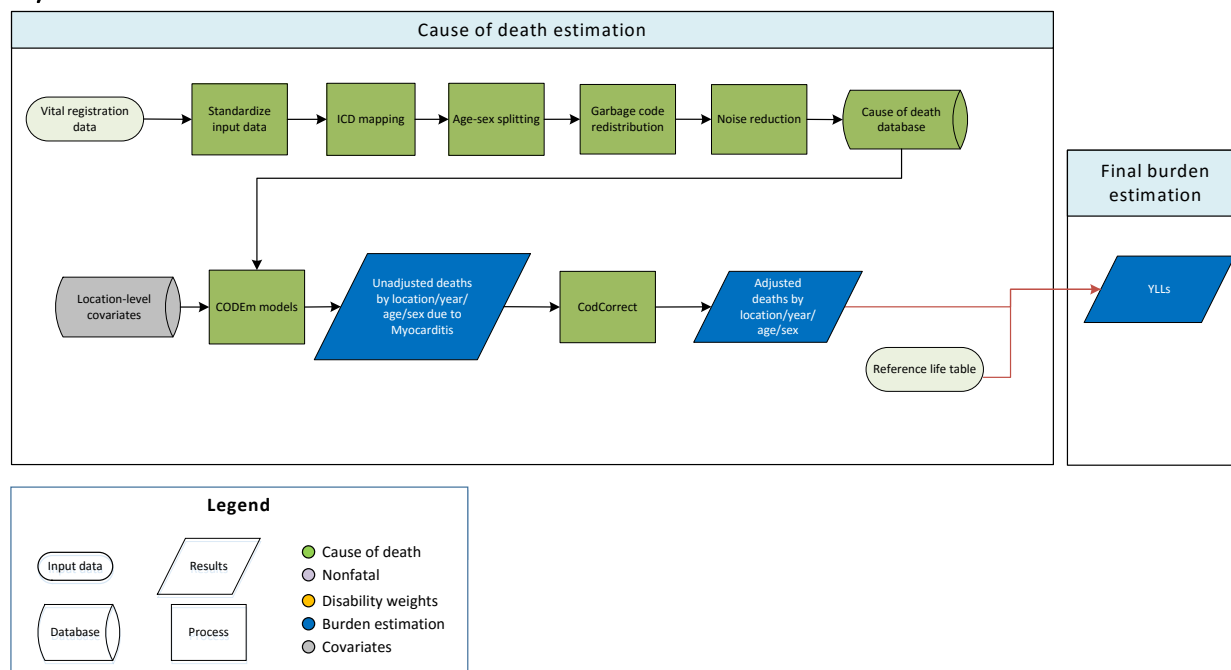 Cause of death estimation
Vital registration
data
Standardize
input data
ICD mapping
Age-sex splitting
Garbage code
redistribution
Noise reduction
Cause of death
database
Final burden
estimation
Location-level
covariates
CODEm models
Unadjusted deaths
by location/year/
age/sex due to
Myocarditis
CodCorrect
Adjusted
deaths by
location/year/
age/sex
YLLs
Reference life table
Legend
Input data
Results
Database
Process
Cause of death
Nonfatal
Disability weights
Burden estimation
Covariates